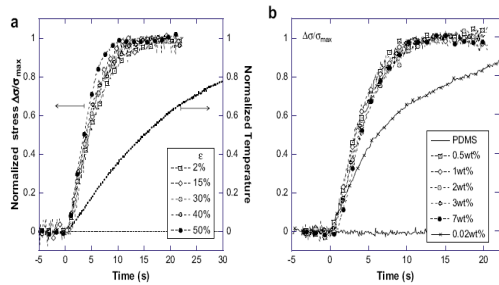 a
Normalized stress Δσ/σmax
1
0.8
0.6
0.4
0.2
0
-5 0 5 10 15 20 25 30
Time (s)
1
0.8
0.6
0.4
0.2
0
Normalized Temperature
ε
2%
15%
30%
40%
50%
b
Δσ/σmax
1
0.8
0.6
0.4
0.2
0
-5 0 5 10 15 20
Time (s)
PDMS
0.5wt%
1wt%
2wt%
3wt%
7wt%
0.02wt%